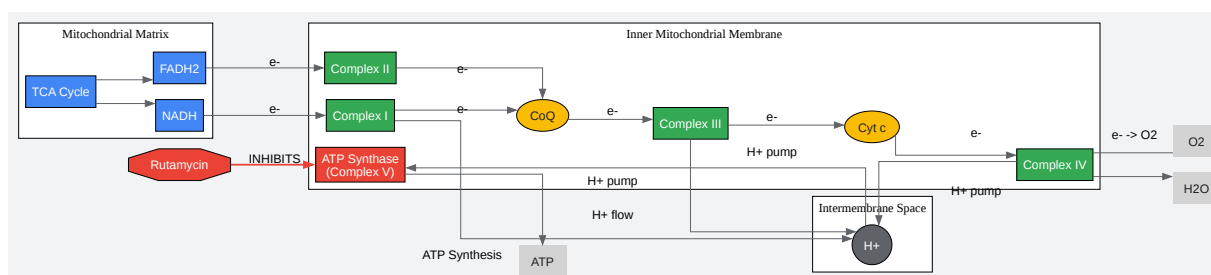 Mitochondrial Matrix
Inner Mitochondrial Membrane
FADH2
e-
Complex II
e-
TCA Cycle
NADH
e-
Complex I
e-
CoQ
e-
Complex III
e-
Cyt c
e-
e- -> O2
O2
Rutamycin
INHIBITS
ATP Synthase
(Complex V)
H+ pump
Complex IV
H+ pump
H+ pump
H2O
H+ flow
Intermembrane Space
H+
ATP Synthesis
ATP